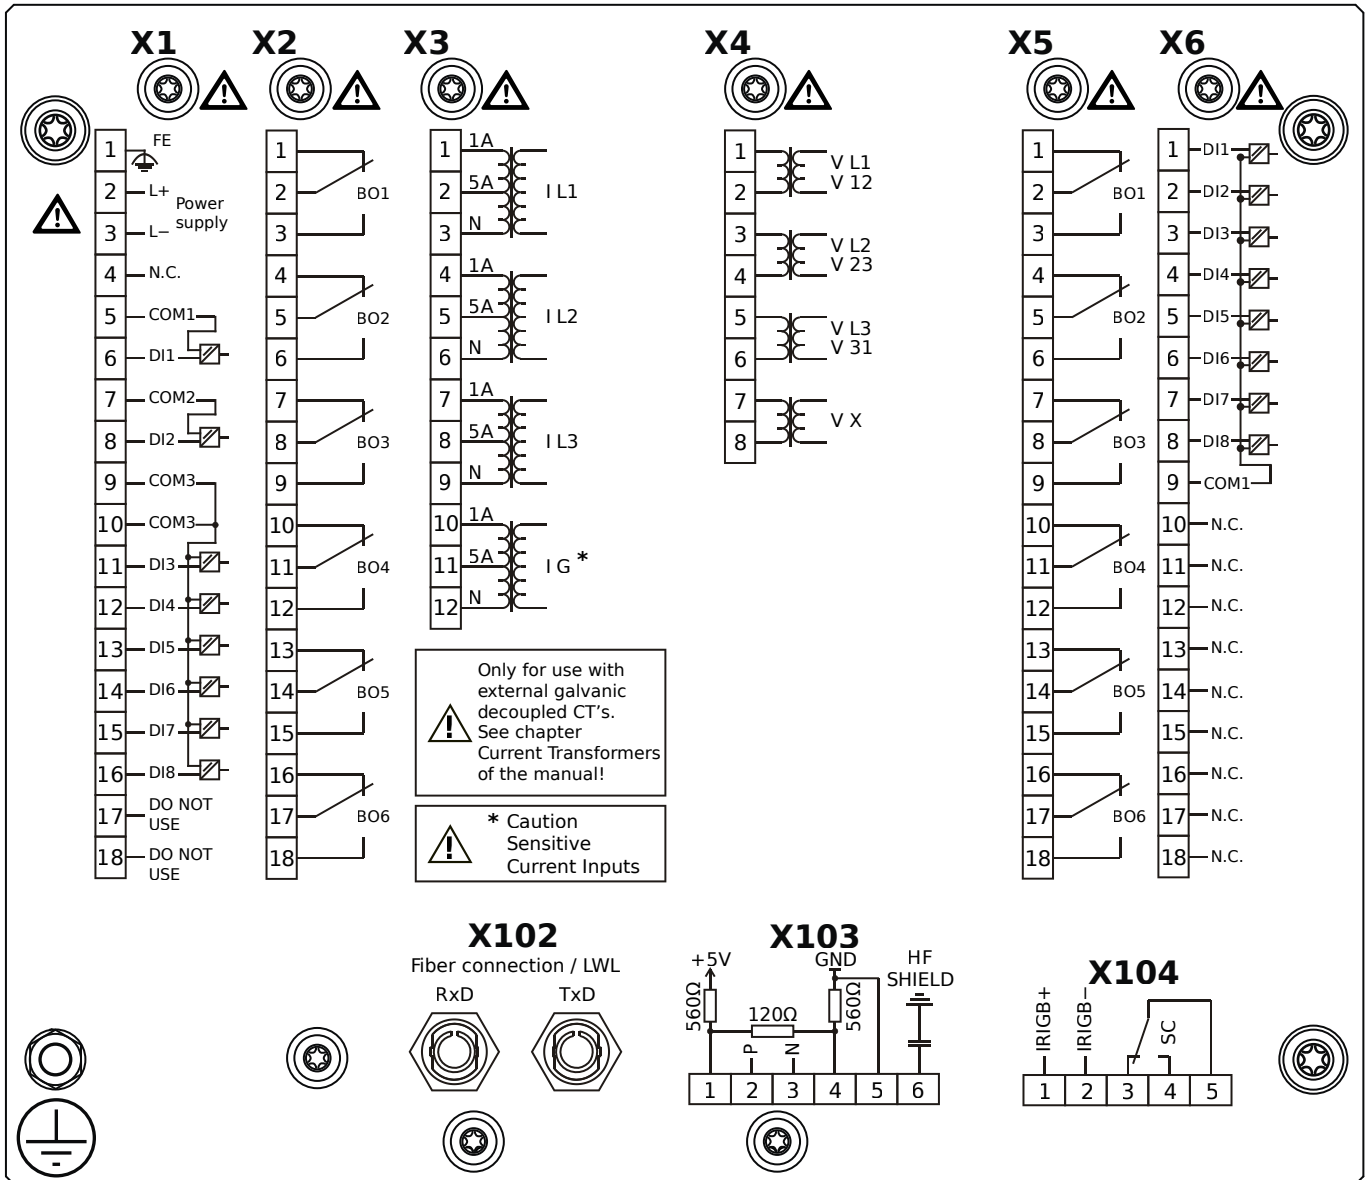 X1 X2 X3 X4 X5 X6
1 FE
2 L+
Power
supply
3 L−
4 N.C.
5 COM1
6 DI1
7 COM2
8 DI2
9 COM3
10 COM3
11 DI3
12 DI4
13 DI5
14 DI6
15 DI7
16 DI8
17 DO NOT
USE
18 DO NOT
USE
1
2 BO1
3
4
5 BO2
6
7
8 BO3
9
10
11 BO4
12
13
14 BO5
15
16
17 BO6
18
1 1A
2 5A I L1
3 N
4 1A
5 5A I L2
6 N
7 1A
8 5A I L3
9 N
10 1A
11 5A I G *
12 N
Only for use with
external galvanic
decoupled CT's.
See chapter
Current Transformers
of the manual!
* Caution
Sensitive
Current Inputs
1 V L1
2 V 12
3 V L2
4 V 23
5 V L3
6 V 31
7 V X
8
1
2 BO1
3
4
5 BO2
6
7
8 BO3
9
10
11 BO4
12
13
14 BO5
15
16
17 BO6
18
1 DI1
2 DI2
3 DI3
4 DI4
5 DI5
6 DI6
7 DI7
8 DI8
9 COM1
10 N.C.
11 N.C.
12 N.C.
13 N.C.
14 N.C.
15 N.C.
16 N.C.
17 N.C.
18 N.C.
X102
Fiber connection / LWL
RxD TxD
X103
+5V GND HF
SHIELD
560Ω 120Ω 560Ω
P N
1 2 3 4 5 6
X104
IRIGB+ IRIGB− SC
1 2 3 4 5